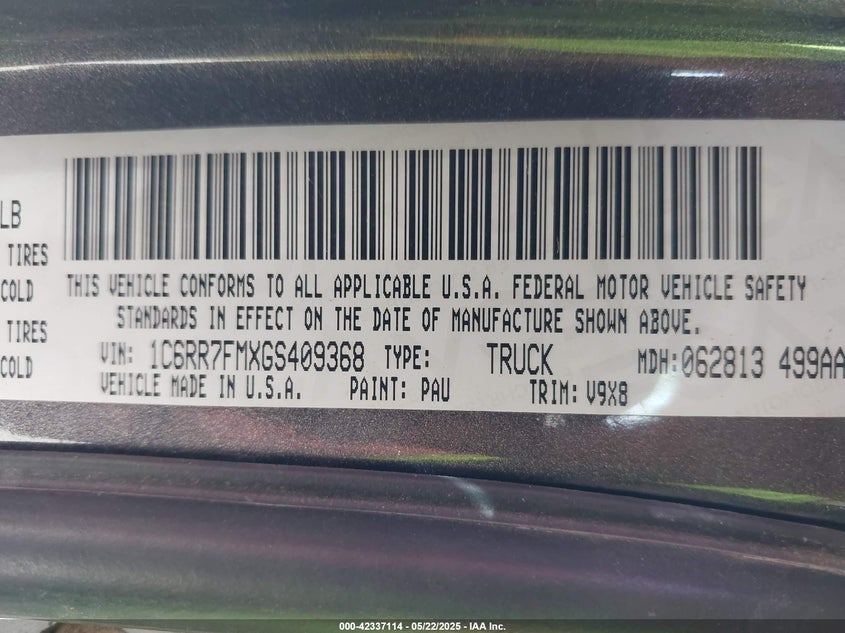 LB
TIRES
COLD
TIRES
COLD
THIS VEHICLE CONFORMS TO ALL APPLICABLE U.S.A. FEDERAL MOTOR VEHICLE SAFETY
STANDARDS IN EFFECT ON THE DATE OF MANUFACTURE SHOWN ABOVE.
VIN: 1C6RR7FMXGS409368 TYPE: TRUCK MDH:062813 499AA
VEHICLE MADE IN U.S.A. PAINT: PAU TRIM: V9X8
000-42337114 - 05/22/2025 - IAA Inc.